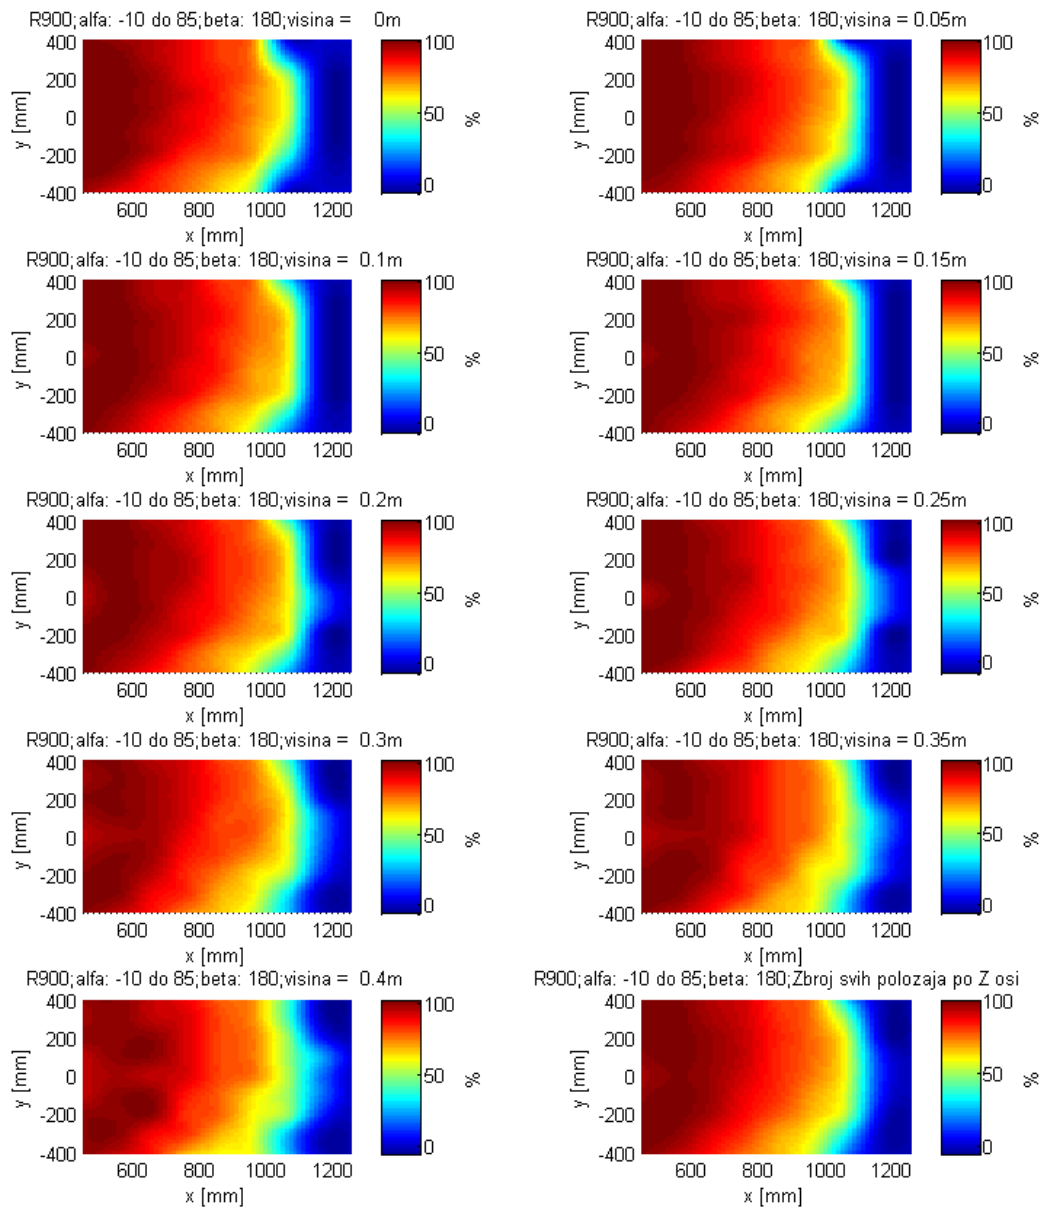 R900;alfa: -10 do 85;beta: 180;visina = 0m
R900;alfa: -10 do 85;beta: 180;visina = 0.05m
400
200
0
-200
-400
y [mm]
600 800 1000 1200
x [mm]
100
50
0
%
400
200
0
-200
-400
y [mm]
600 800 1000 1200
x [mm]
100
50
0
%
R900;alfa: -10 do 85;beta: 180;visina = 0.1m
R900;alfa: -10 do 85;beta: 180;visina = 0.15m
400
200
0
-200
-400
y [mm]
600 800 1000 1200
x [mm]
100
50
0
%
400
200
0
-200
-400
y [mm]
600 800 1000 1200
x [mm]
100
50
0
%
R900;alfa: -10 do 85;beta: 180;visina = 0.2m
R900;alfa: -10 do 85;beta: 180;visina = 0.25m
400
200
0
-200
-400
y [mm]
600 800 1000 1200
x [mm]
100
50
0
%
400
200
0
-200
-400
y [mm]
600 800 1000 1200
x [mm]
100
50
0
%
R900;alfa: -10 do 85;beta: 180;visina = 0.3m
R900;alfa: -10 do 85;beta: 180;visina = 0.35m
400
200
0
-200
-400
y [mm]
600 800 1000 1200
x [mm]
100
50
0
%
400
200
0
-200
-400
y [mm]
600 800 1000 1200
x [mm]
100
50
0
%
R900;alfa: -10 do 85;beta: 180;visina = 0.4m
R900;alfa: -10 do 85;beta: 180;Zbroj svih polozaja po Z osi
400
200
0
-200
-400
y [mm]
600 800 1000 1200
x [mm]
100
50
0
%
400
200
0
-200
-400
y [mm]
600 800 1000 1200
x [mm]
100
50
0
%